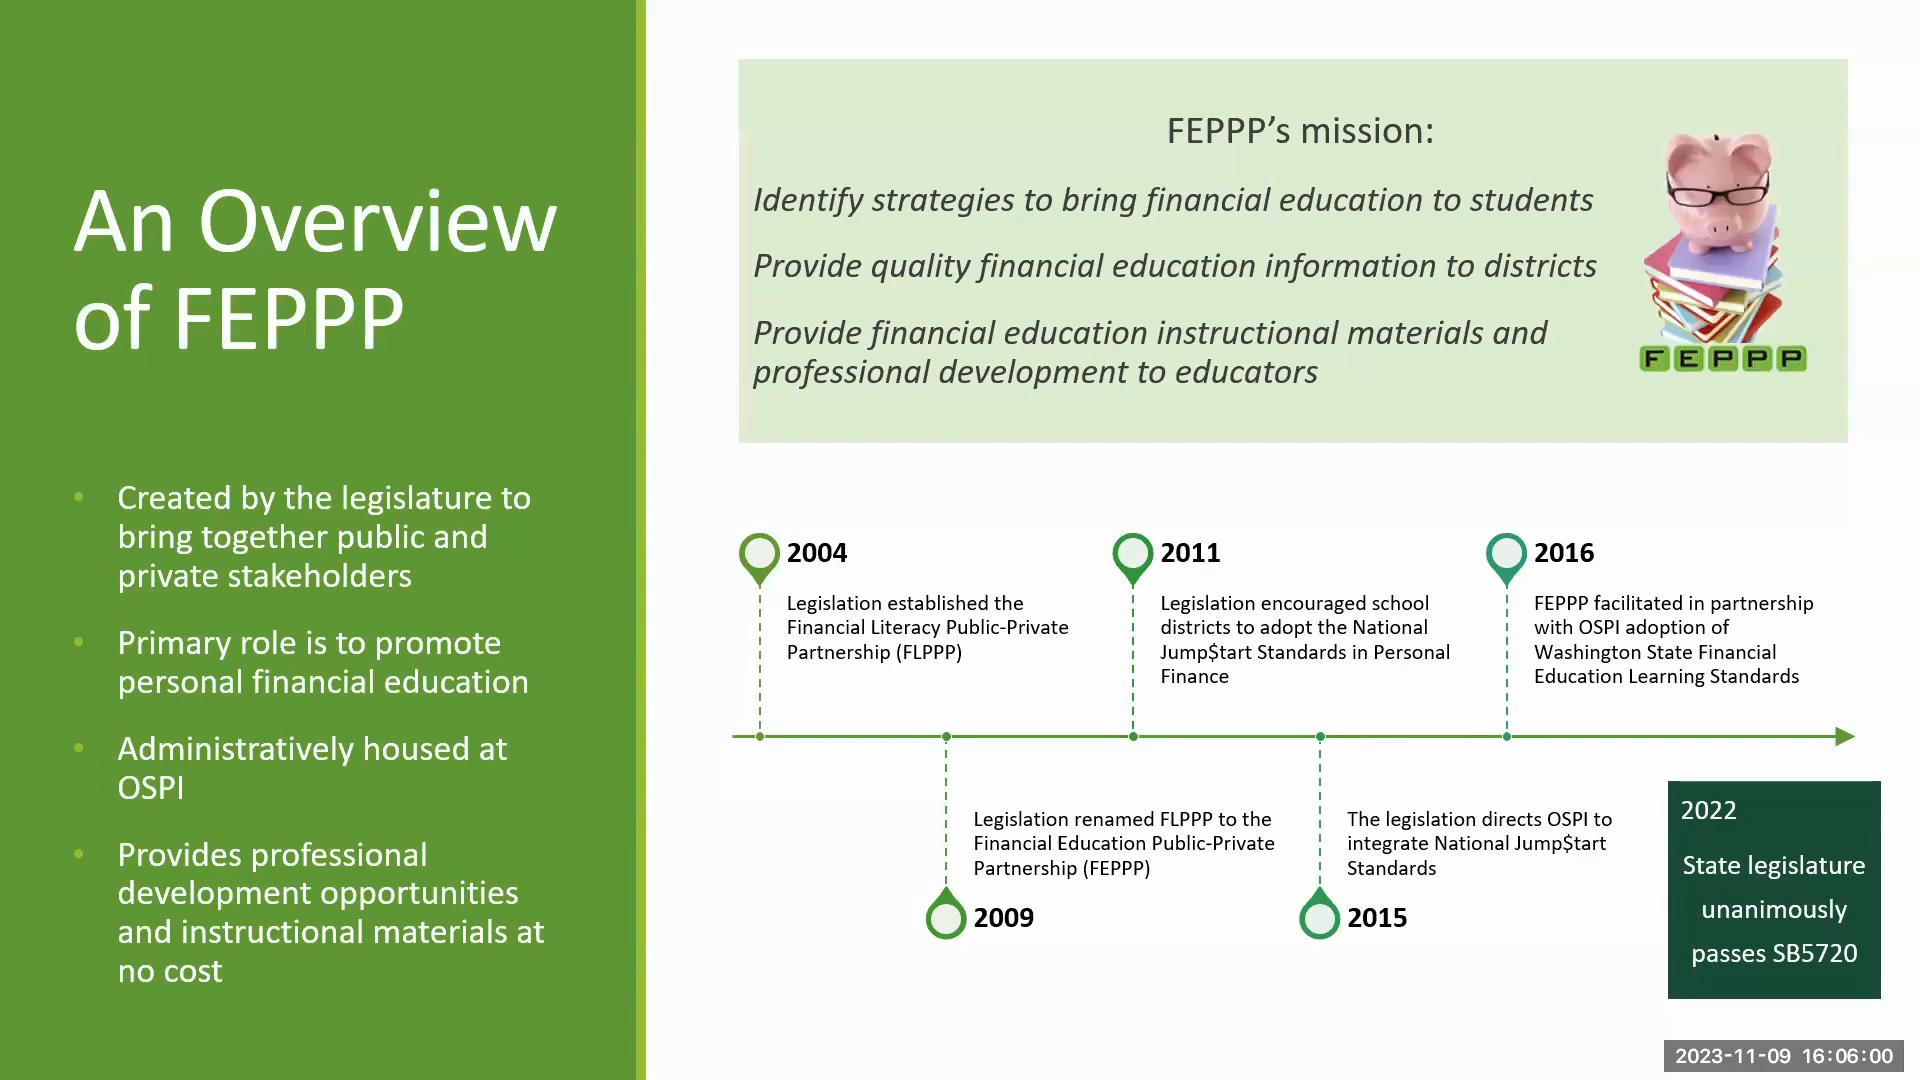 An Overview
of FEPPP
• Created by the legislature to
bring together public and
private stakeholders
• Primary role is to promote
personal financial education
• Administratively housed at
OSPI
• Provides professional
development opportunities
and instructional materials at
no cost
FEPPP’s mission:
Identify strategies to bring financial education to students
Provide quality financial education information to districts
Provide financial education instructional materials and
professional development to educators
FEPPP
2004
Legislation established the
Financial Literacy Public-Private
Partnership (FLPPP)
Legislation renamed FLPPP to the
Financial Education Public-Private
Partnership (FEPPP)
2009
2011
Legislation encouraged school
districts to adopt the National
Jump$tart Standards in Personal
Finance
The legislation directs OSPI to
integrate National Jump$tart
Standards
2015
2016
FEPPP facilitated in partnership
with OSPI adoption of
Washington State Financial
Education Learning Standards
2022
State legislature
unanimously
passes SB5720
2023-11-09 16:06:00